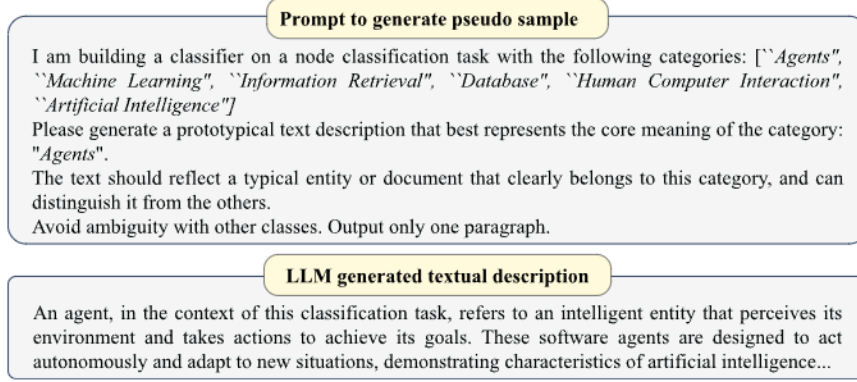 Prompt to generate pseudo sample
I am building a classifier on a node classification task with the following categories: [``Agents",
``Machine Learning", ``Information Retrieval", ``Database", ``Human Computer Interaction",
``Artificial Intelligence"]
Please generate a prototypical text description that best represents the core meaning of the category:
"Agents".
The text should reflect a typical entity or document that clearly belongs to this category, and can
distinguish it from the others.
Avoid ambiguity with other classes. Output only one paragraph.
LLM generated textual description
An agent, in the context of this classification task, refers to an intelligent entity that perceives its
environment and takes actions to achieve its goals. These software agents are designed to act
autonomously and adapt to new situations, demonstrating characteristics of artificial intelligence...